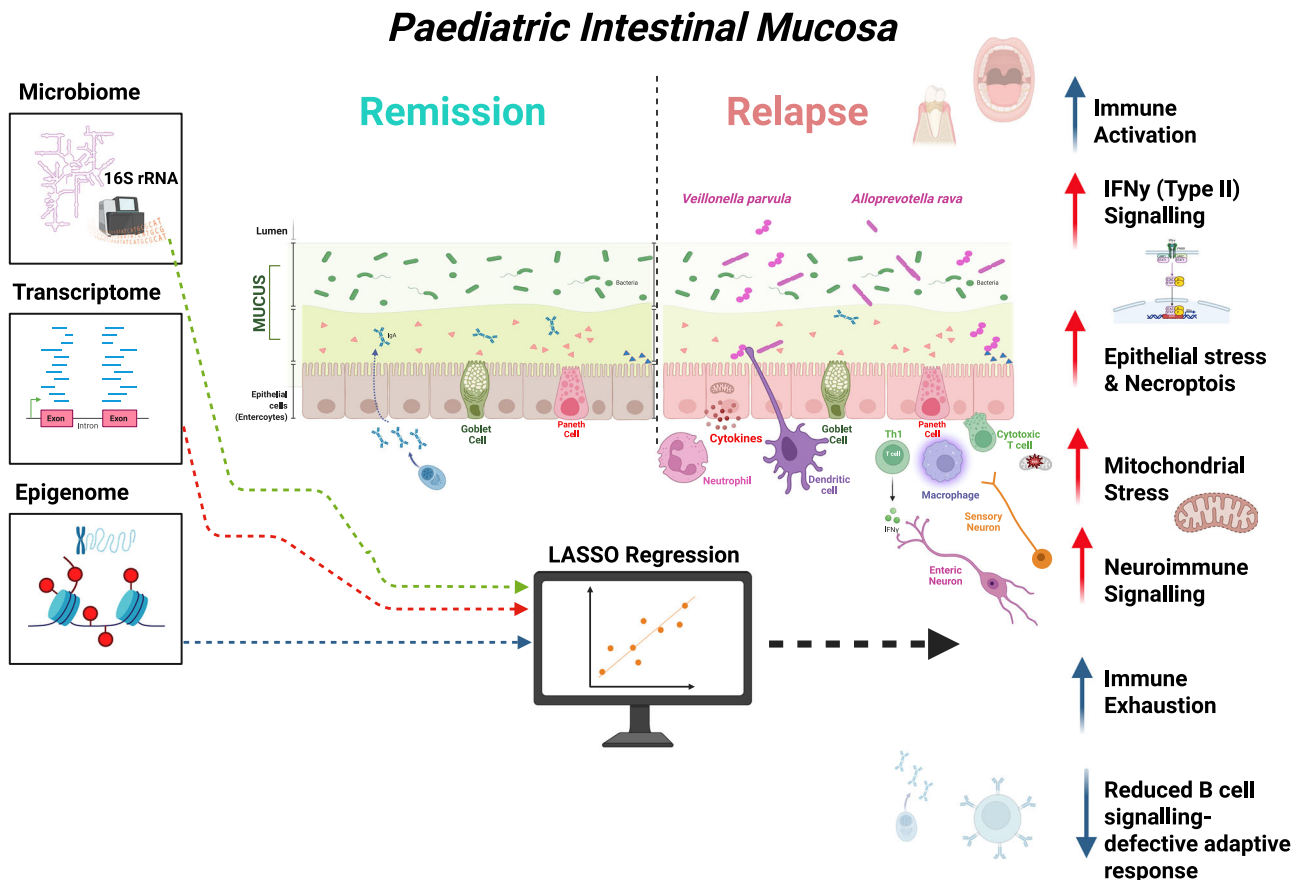 Paediatric Intestinal Mucosa
Microbiome
16S rRNA
Transcriptome
Exon
Intron
Exon
Epigenome
Remission
Relapse
Veillonella parvula
Alloprevotella rava
Lumen
MUCUS
Bacteria
Bacteria
IgA
Epithelial
cells
(Entercoytes)
Goblet
Cell
Paneth
Cell
Cytokines
Neutrophil
Dendritic
cell
Goblet
Cell
Th1
T cell
IFNγ
Paneth
Cell
Macrophage
Cytotoxic
T cell
Sensory
Neuron
Enteric
Neuron
LASSO Regression
Immune
Activation
IFNy (Type II)
Signalling
Epithelial stress
& Necroptois
Mitochondrial
Stress
Neuroimmune
Signalling
Immune
Exhaustion
Reduced B cell
signalling-
defective adaptive
response